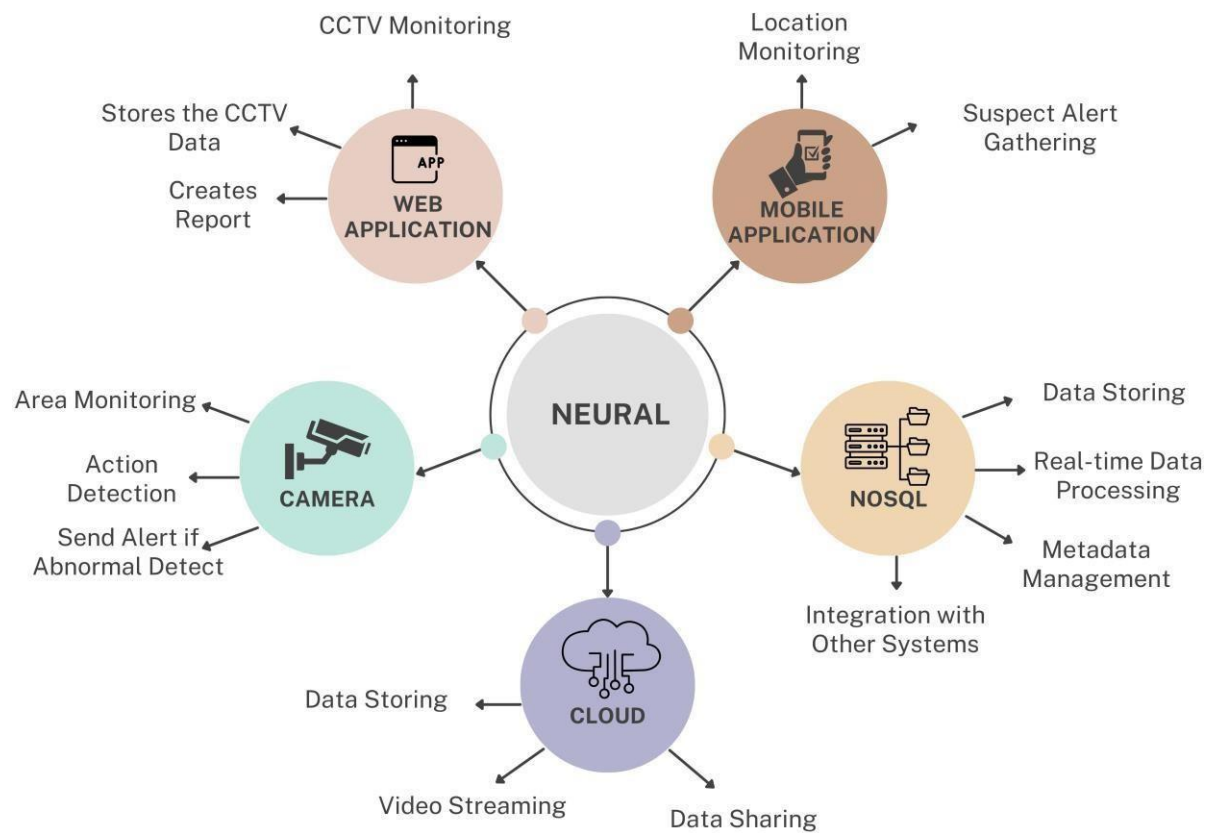 CCTV Monitoring
Stores the CCTV
Data
Creates
Report
APP
WEB
APPLICATION
Location
Monitoring
Suspect Alert
Gathering
MOBILE
APPLICATION
NEURAL
Area Monitoring
Action
Detection
Send Alert if
Abnormal Detect
CAMERA
Data Storing
Real-time Data
Processing
Metadata
Management
Integration with
Other Systems
NOSQL
CLOUD
Data Storing
Video Streaming
Data Sharing